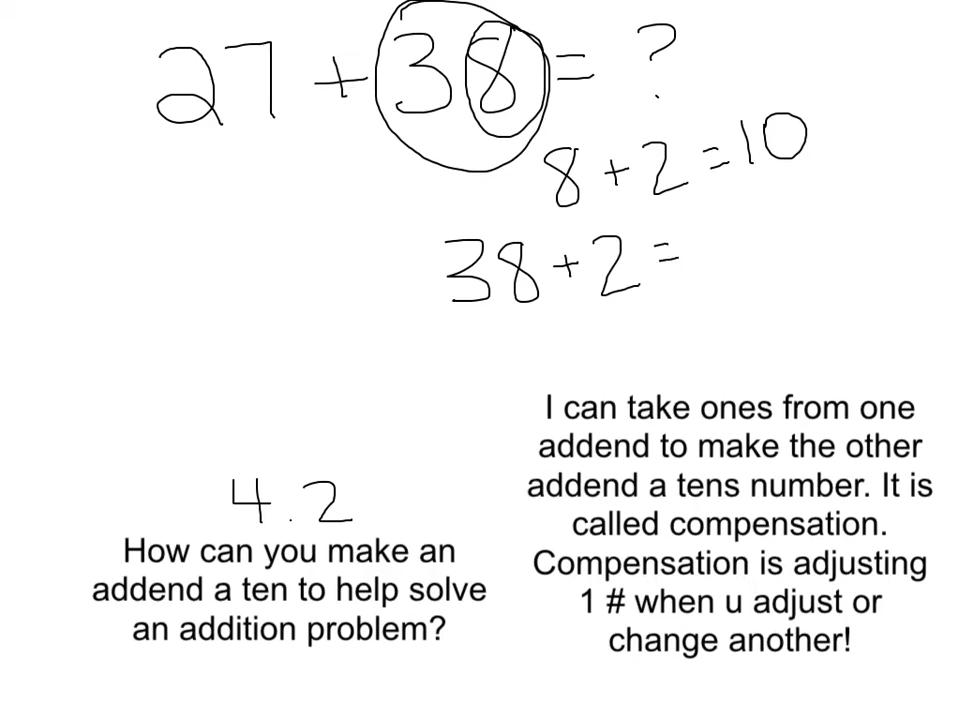 27 + 38 = ?
8 + 2 = 10
38 + 2 =
4.2
How can you make an
addend a ten to help solve
an addition problem?
I can take ones from one
addend to make the other
addend a tens number. It is
called compensation.
Compensation is adjusting
1 # when u adjust or
change another!